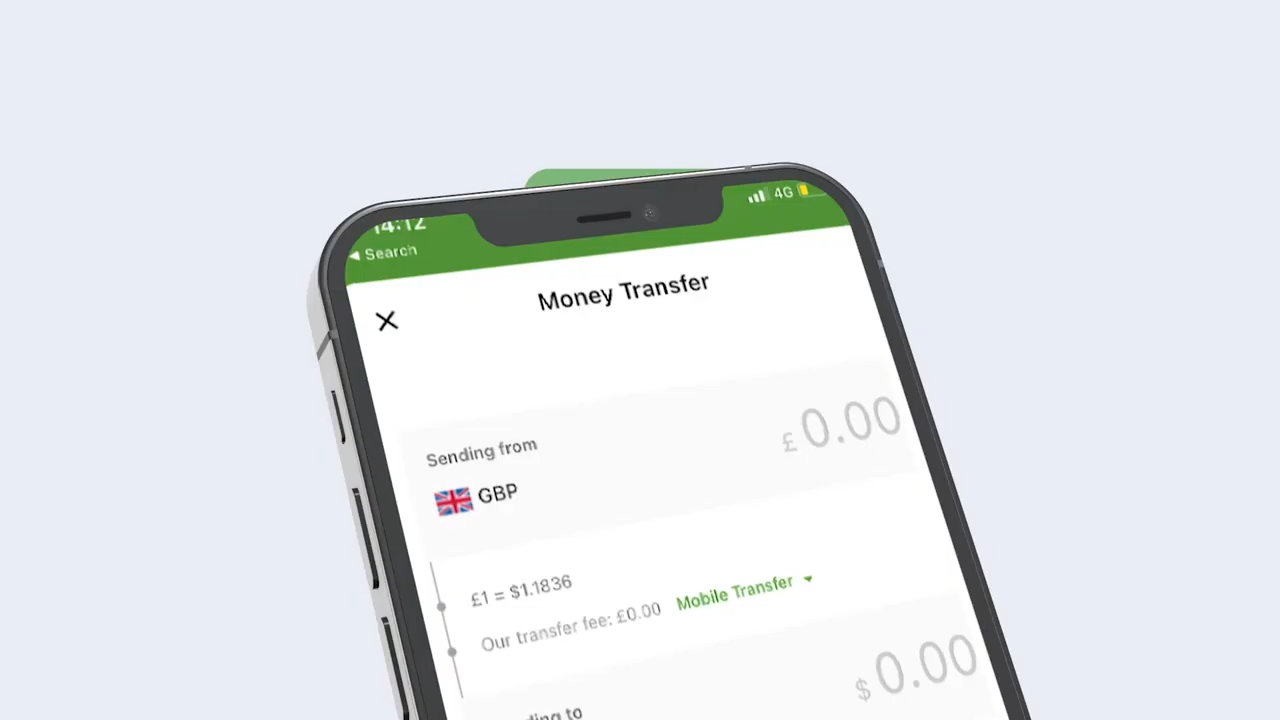 14:12
4G
◀ Search
Money Transfer
£ 0.00
Sending from
GBP
£1 = $1.1836
Our transfer fee: £0.00 Mobile Transfer
$ 0.00
to